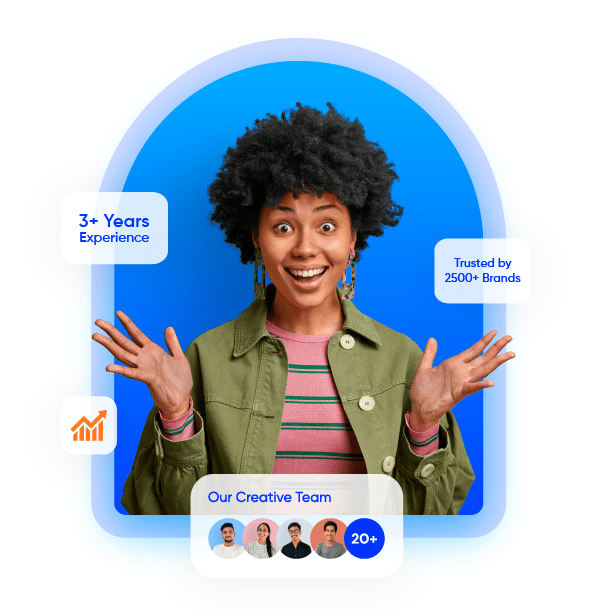 3+ Years
Experience
Trusted by
2500+ Brands
Our Creative Team
20+